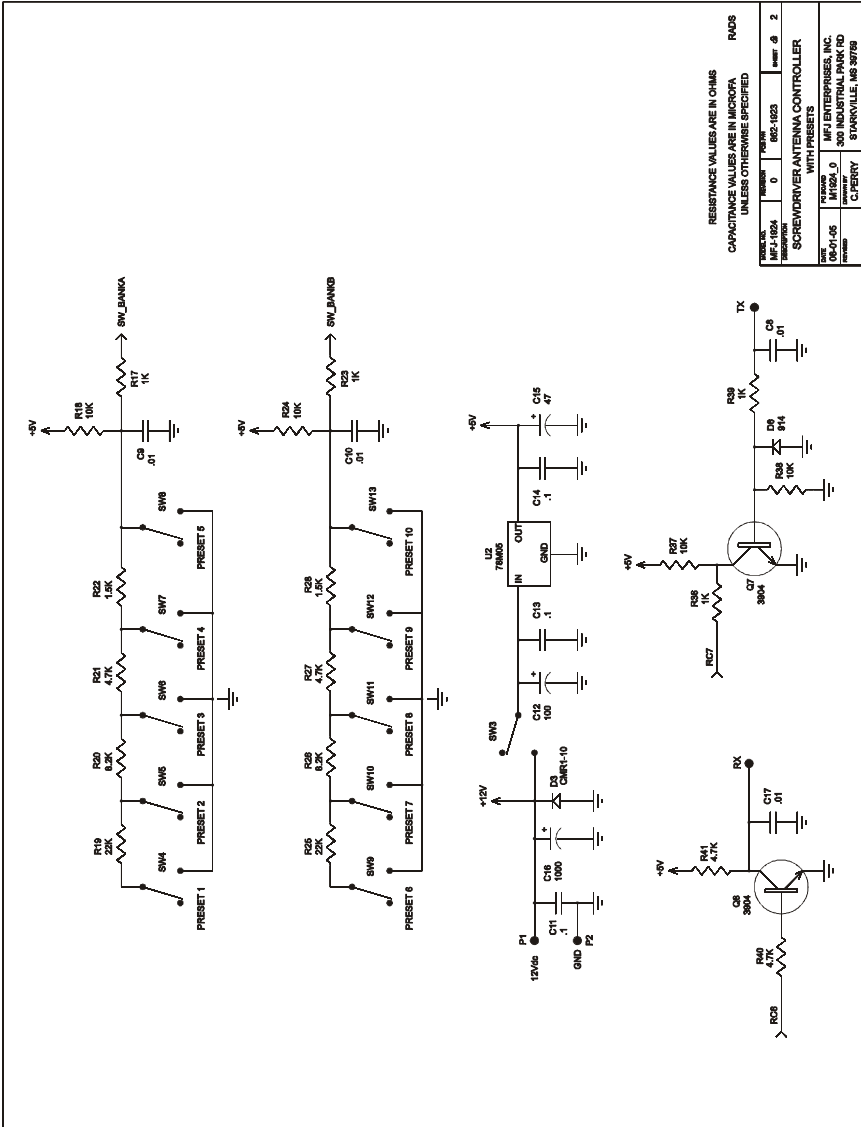 SW_BANKA
R17
1K
+5V
R18
10K
C9
.01
SW8
PRESET 5
R22
1.5K
SW7
PRESET 4
R21
4.7K
SW6
PRESET 3
R20
8.2K
SW5
PRESET 2
R19
22K
SW4
PRESET 1
SW_BANKB
R23
1K
+5V
R24
10K
C10
.01
SW13
PRESET 10
R28
1.5K
SW12
PRESET 9
R27
4.7K
SW11
PRESET 8
R26
8.2K
SW10
PRESET 7
R25
22K
SW9
PRESET 6
12Vdc
P1
GND
P2
C11
.1
C16
1000
+
+12V
D3
CMR1-10
SW3
C12
100
+
C13
.1
U2
78M05
IN
OUT
GND
C14
.1
+5V
C15
47
+
RC6
R40
4.7K
Q8
3904
+5V
R41
4.7K
RX
C17
.01
RC7
R36
1K
+5V
R37
10K
Q7
3904
R38
10K
D6
914
R39
1K
TX
C8
.01
RESISTANCE VALUES ARE IN OHMS
CAPACITANCE VALUES ARE IN MICROFA RADS
UNLESS OTHERWISE SPECIFIED
MODEL NO.
MFJ-1924
REVISION
0
PCB P/N
862-1923
SHEET 2
DESCRIPTION
SCREWDRIVER ANTENNA CONTROLLER
WITH PRESETS
DATE
08-01-05
PC BOARD
M1924_0
REVISED
DRAWN BY
C.PERRY
MFJ ENTERPRISES, INC.
300 INDUSTRIAL PARK RD
STARKVILLE, MS 39759